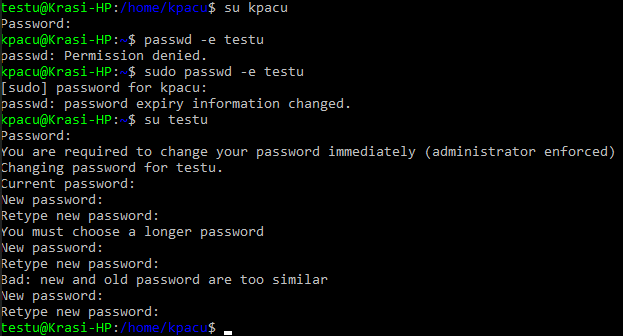 testu@Krasi-HP:/home/kpacu$ su kpacu
Password:
kpacu@Krasi-HP:~$ passwd -e testu
passwd: Permission denied.
kpacu@Krasi-HP:~$ sudo passwd -e testu
[sudo] password for kpacu:
passwd: password expiry information changed.
kpacu@Krasi-HP:~$ su testu
Password:
You are required to change your password immediately (administrator enforced)
Changing password for testu.
Current password:
New password:
Retype new password:
You must choose a longer password
New password:
Retype new password:
Bad: new and old password are too similar
New password:
Retype new password:
testu@Krasi-HP:/home/kpacu$